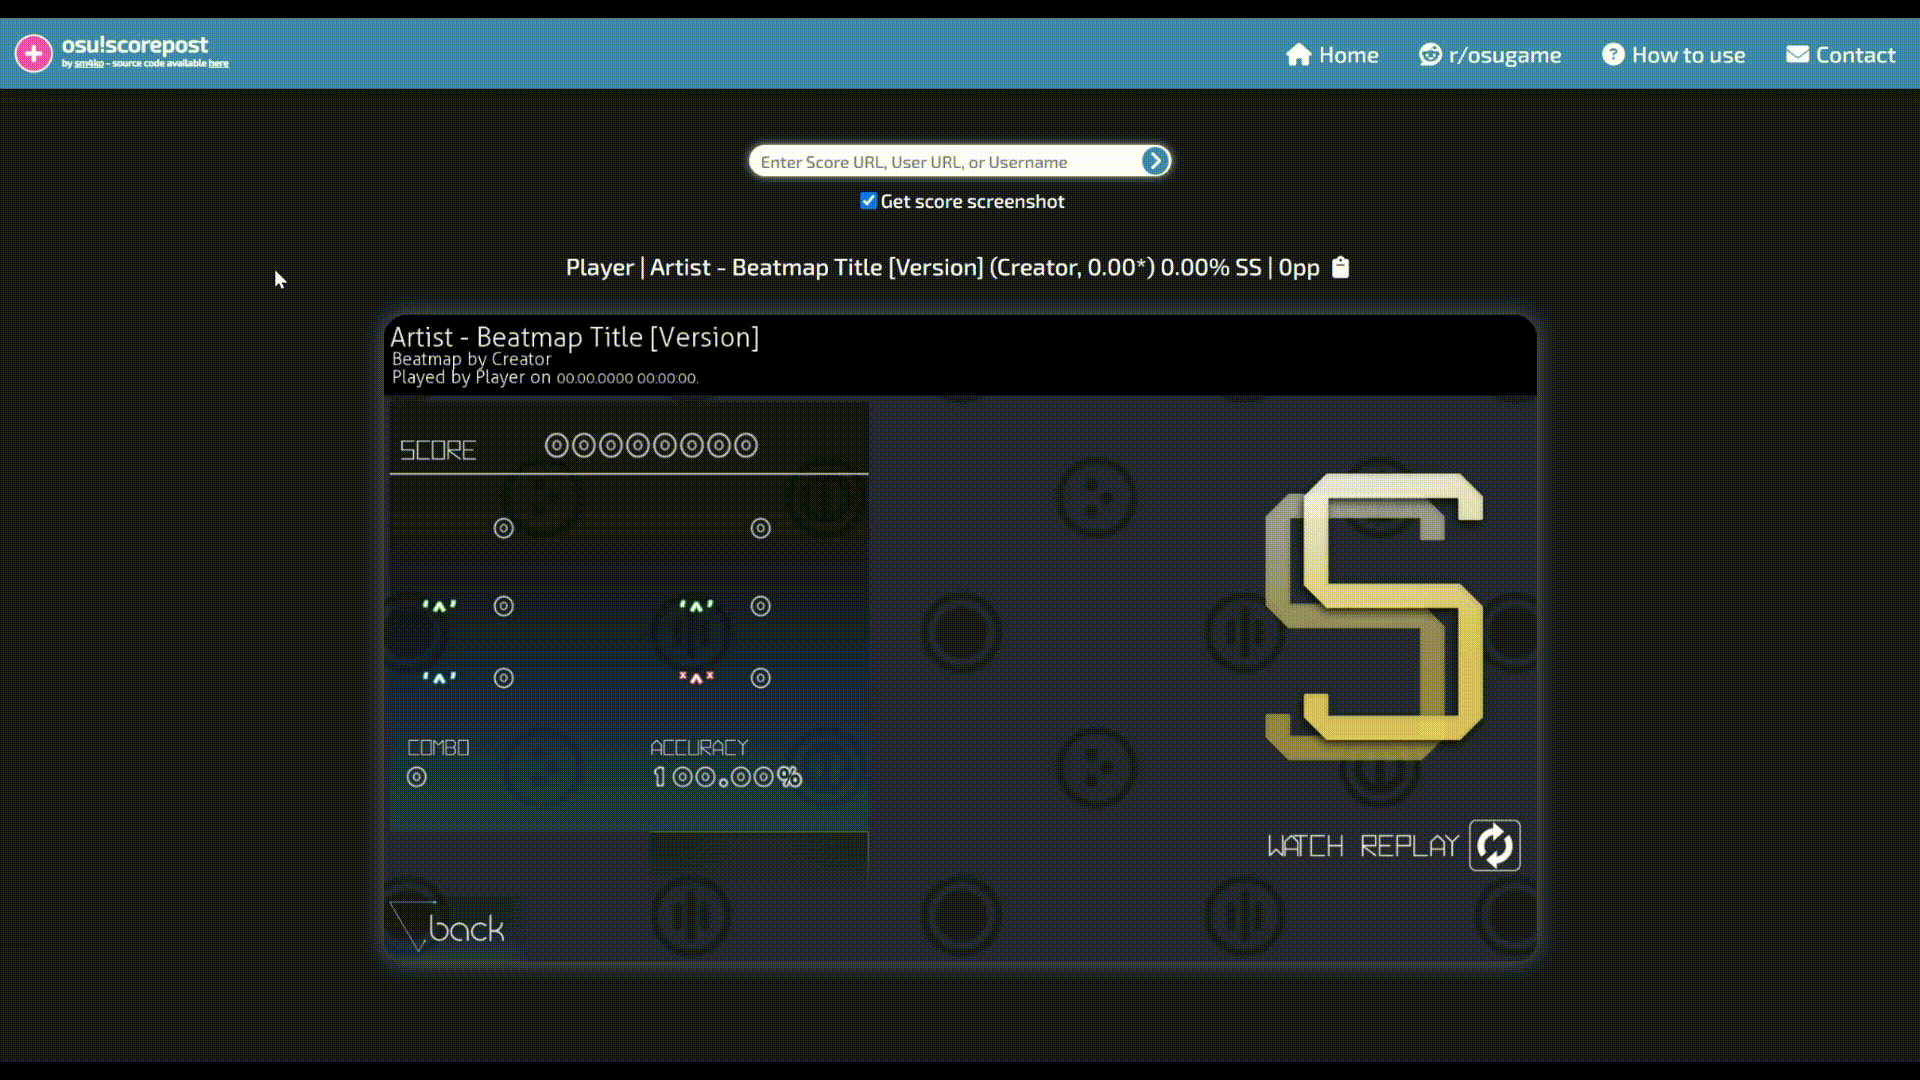 osu!scorepost
by sm4ko - source code available here
Home
r/osugame
How to use
Contact
Enter Score URL, User URL, or Username
Get score screenshot
Player | Artist - Beatmap Title [Version] (Creator, 0.00*) 0.00% SS | 0pp
Artist - Beatmap Title [Version]
Beatmap by Creator
Played by Player on 00.00.0000 00:00:00.
SCORE 00000000
0 0
'^' 0 '^' 0
'^' 0 x^x 0
COMBO ACCURACY
0 100.00%
S
WATCH REPLAY
back